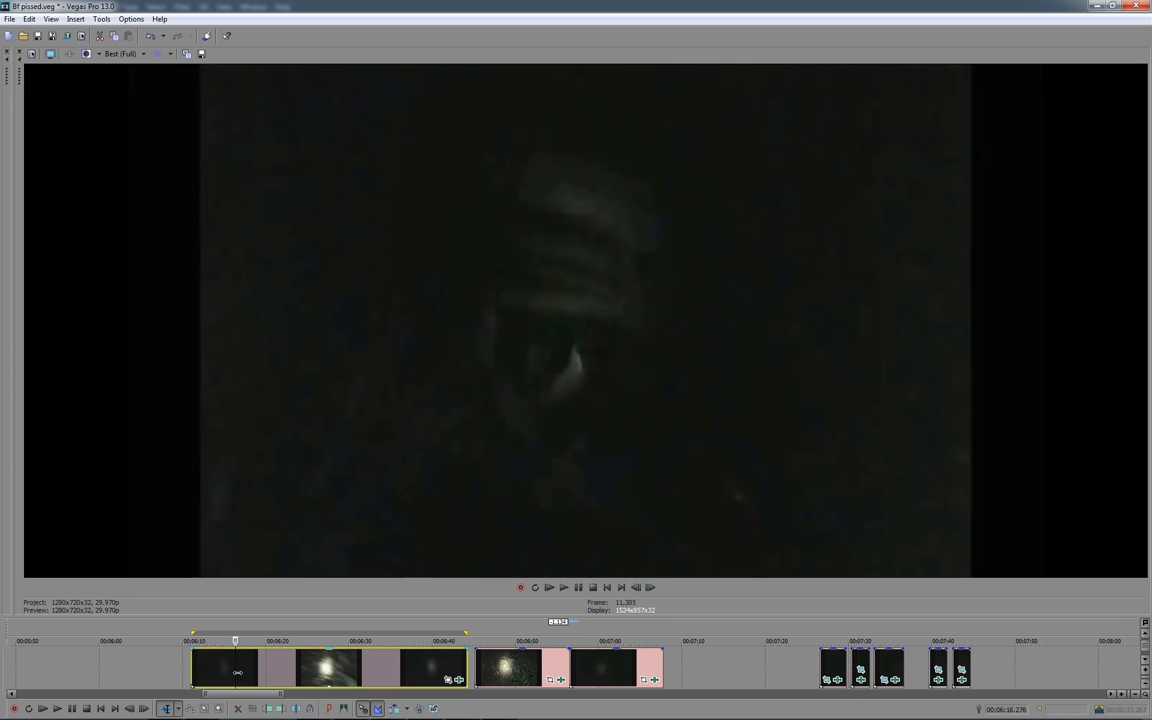 Bf pissed.veg * - Vegas Pro 13.0
File Edit View Insert Tools Options Help
Best (Full)
Project: 1280x720x32, 29.970p
Preview: 1280x720x32, 29.970p
Frame: 11,305
Display: 1524x857x32
00:05:50 00:06:00 00:06:10 00:06:20 00:06:30 00:06:40 00:06:50 00:07:00 00:07:10 00:07:20 00:07:30 00:07:40 00:07:50 00:08:00
00:06:16.276